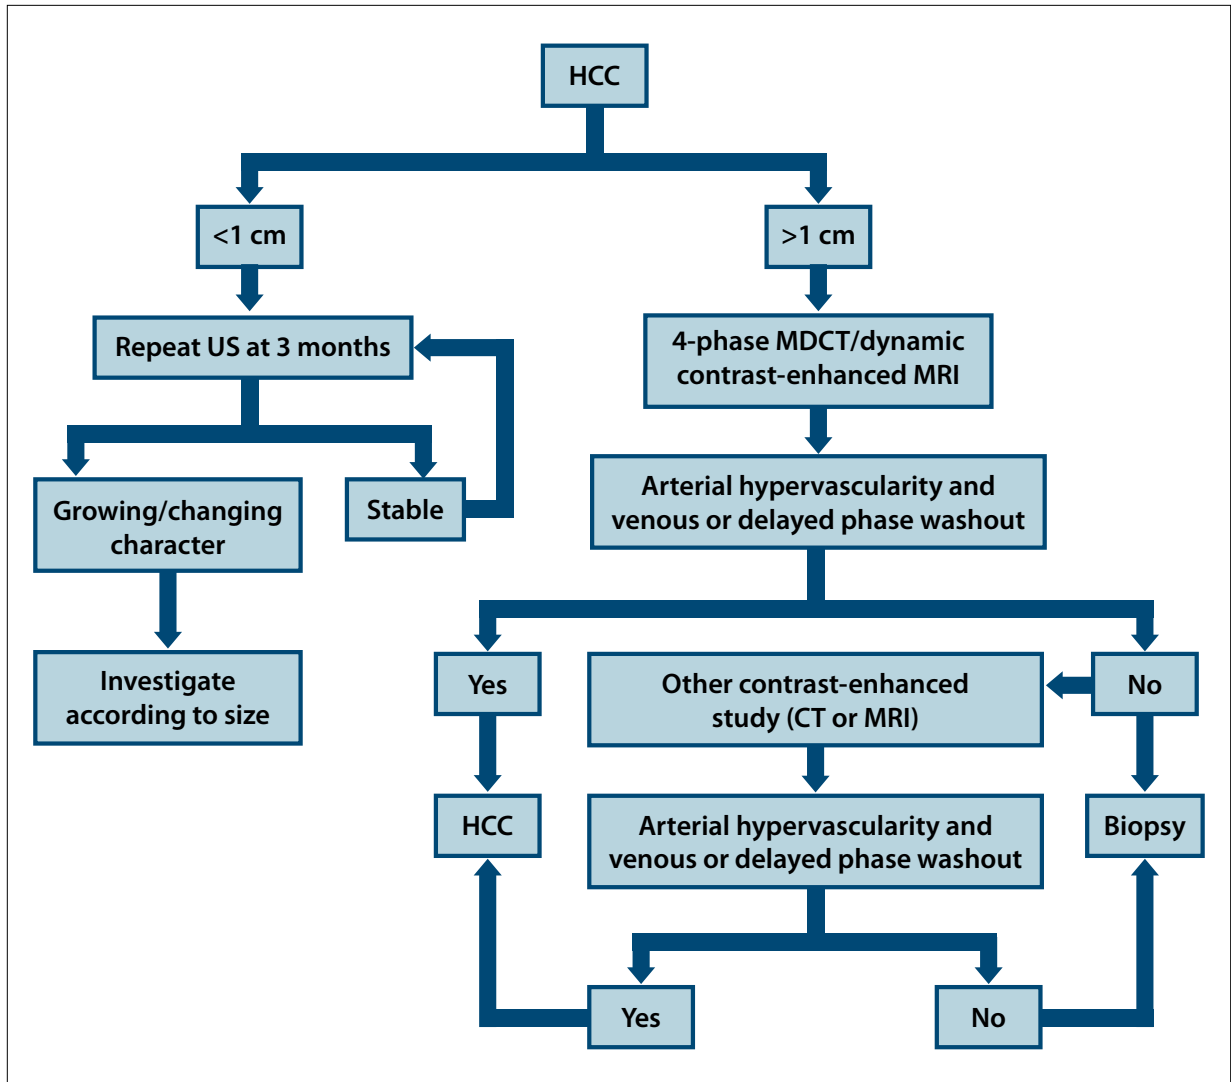 HCC
<1 cm
>1 cm
Repeat US at 3 months
4-phase MDCT/dynamic
contrast-enhanced MRI
Growing/changing
character
Stable
Arterial hypervascularity and
venous or delayed phase washout
Investigate
according to size
Yes
Other contrast-enhanced
study (CT or MRI)
No
HCC
Arterial hypervascularity and
venous or delayed phase washout
Biopsy
Yes
No